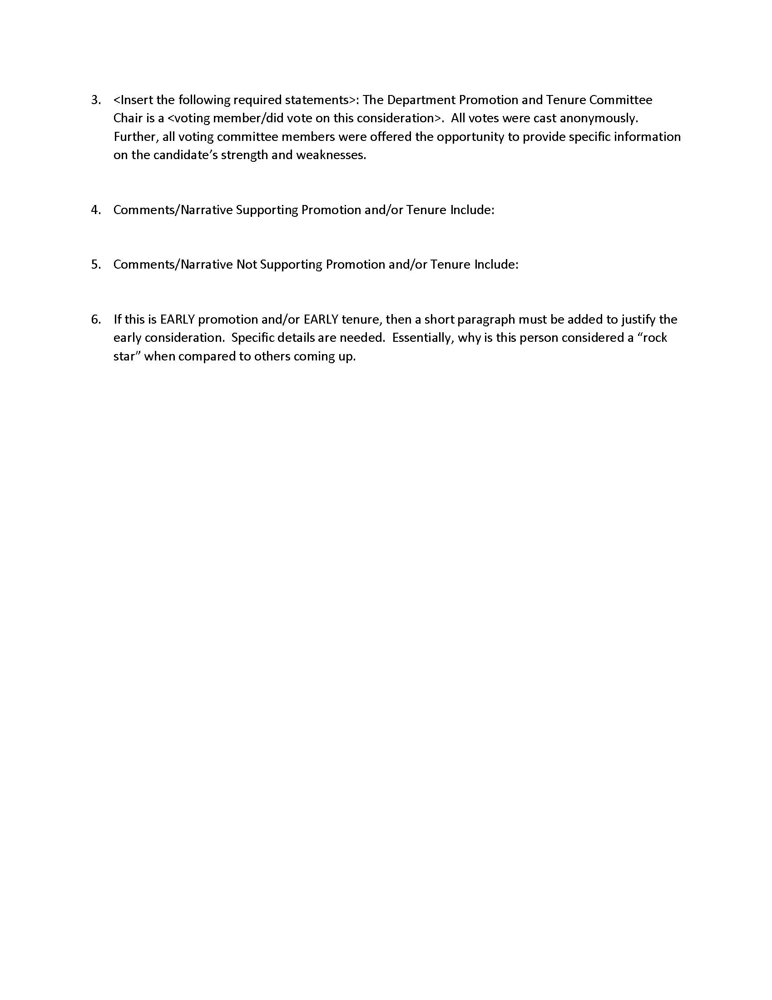 3. <Insert the following required statements>: The Department Promotion and Tenure Committee
Chair is a <voting member/did vote on this consideration>.  All votes were cast anonymously.
Further, all voting committee members were offered the opportunity to provide specific information
on the candidate’s strength and weaknesses.
4. Comments/Narrative Supporting Promotion and/or Tenure Include:
5. Comments/Narrative Not Supporting Promotion and/or Tenure Include:
6. If this is EARLY promotion and/or EARLY tenure, then a short paragraph must be added to justify the
early consideration.  Specific details are needed.  Essentially, why is this person considered a “rock
star” when compared to others coming up.